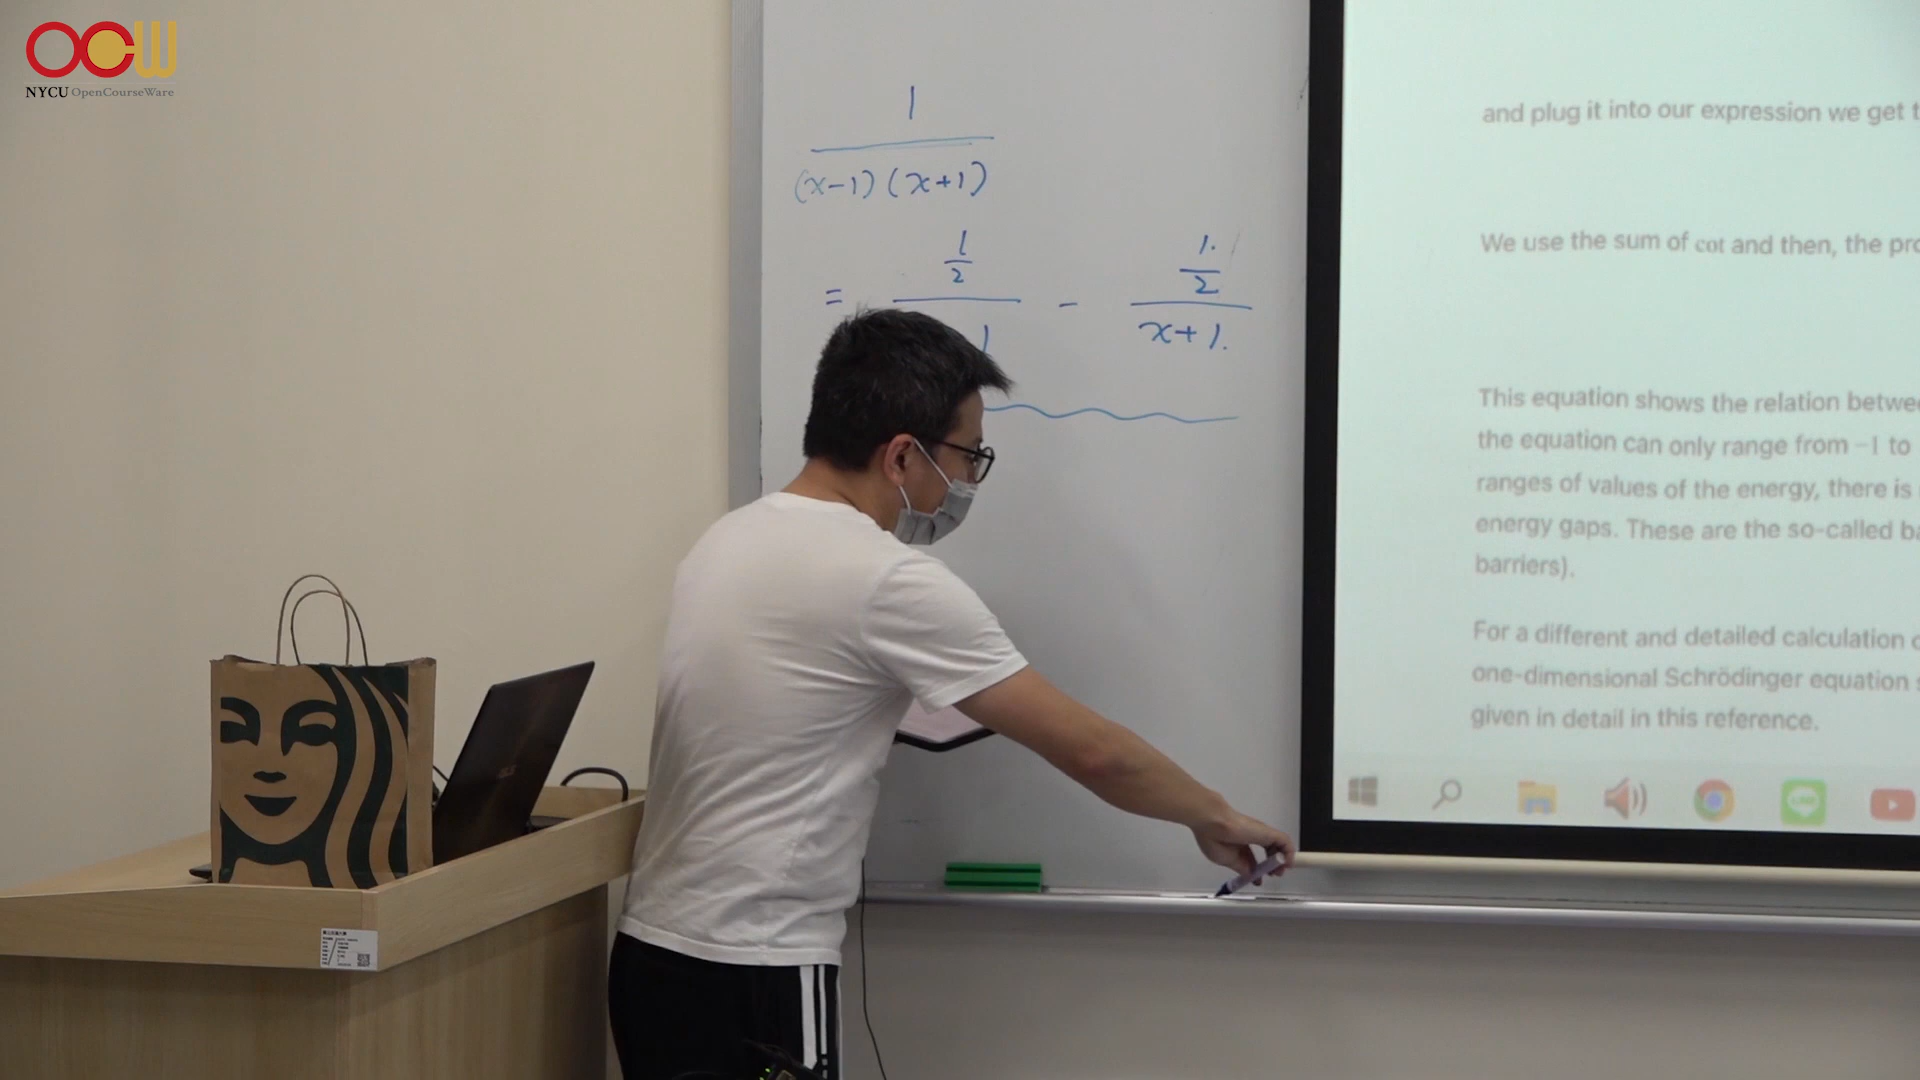 OCW
NYCU OpenCourseWare
1
(x-1)(x+1)
=
1
2
1
-
1.
2
x+1.
and plug it into our expression we get
We use the sum of cot and then, the
This equation shows the relation
the equation can only range from −1 to
ranges of values of the energy, there is
energy gaps. These are the so-called
barriers).
For a different and detailed calculation
one-dimensional Schrödinger equation
given in detail in this reference.
LINE